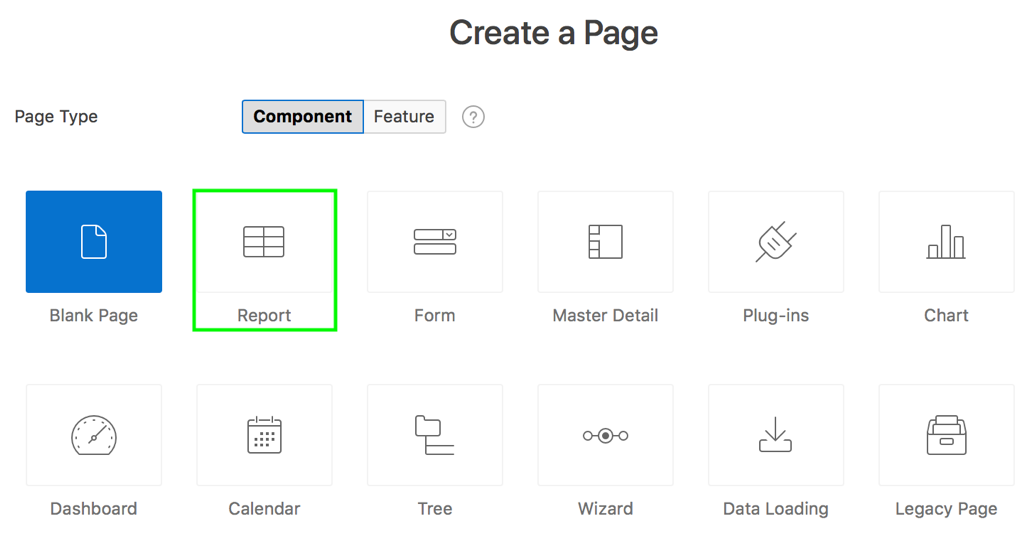 Create a Page
Page Type
Component Feature ?
Blank Page Report Form Master Detail Plug-ins Chart
Dashboard Calendar Tree Wizard Data Loading Legacy Page